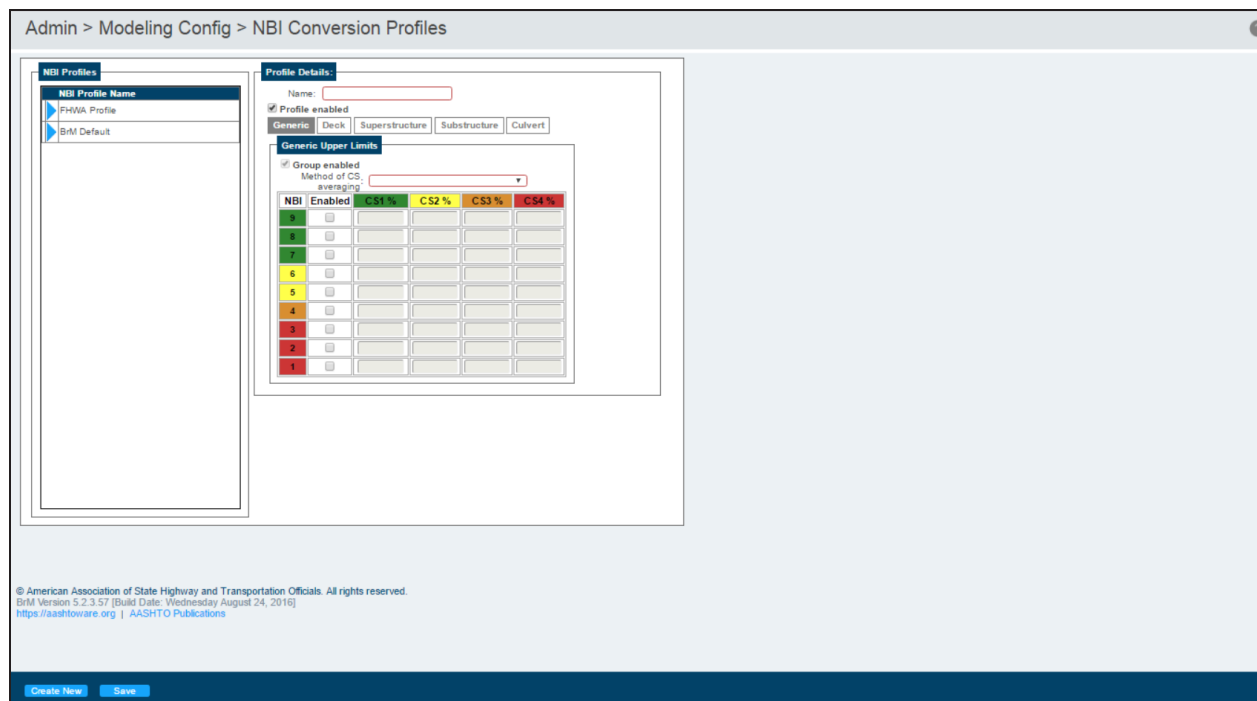 Admin > Modeling Config > NBI Conversion Profiles
NBI Profiles
NBI Profile Name
FHWA Profile
BrM Default
Profile Details:
Name:
Profile enabled
Generic Deck Superstructure Substructure Culvert
Generic Upper Limits
Group enabled
Method of CS
averaging:
NBI Enabled CS1 % CS2 % CS3 % CS4 %
9
8
7
6
5
4
3
2
1
© American Association of State Highway and Transportation Officials. All rights reserved.
BrM Version 5.2.3.57 [Build Date: Wednesday August 24, 2016]
https://aashtoware.org | AASHTO Publications
Create New Save